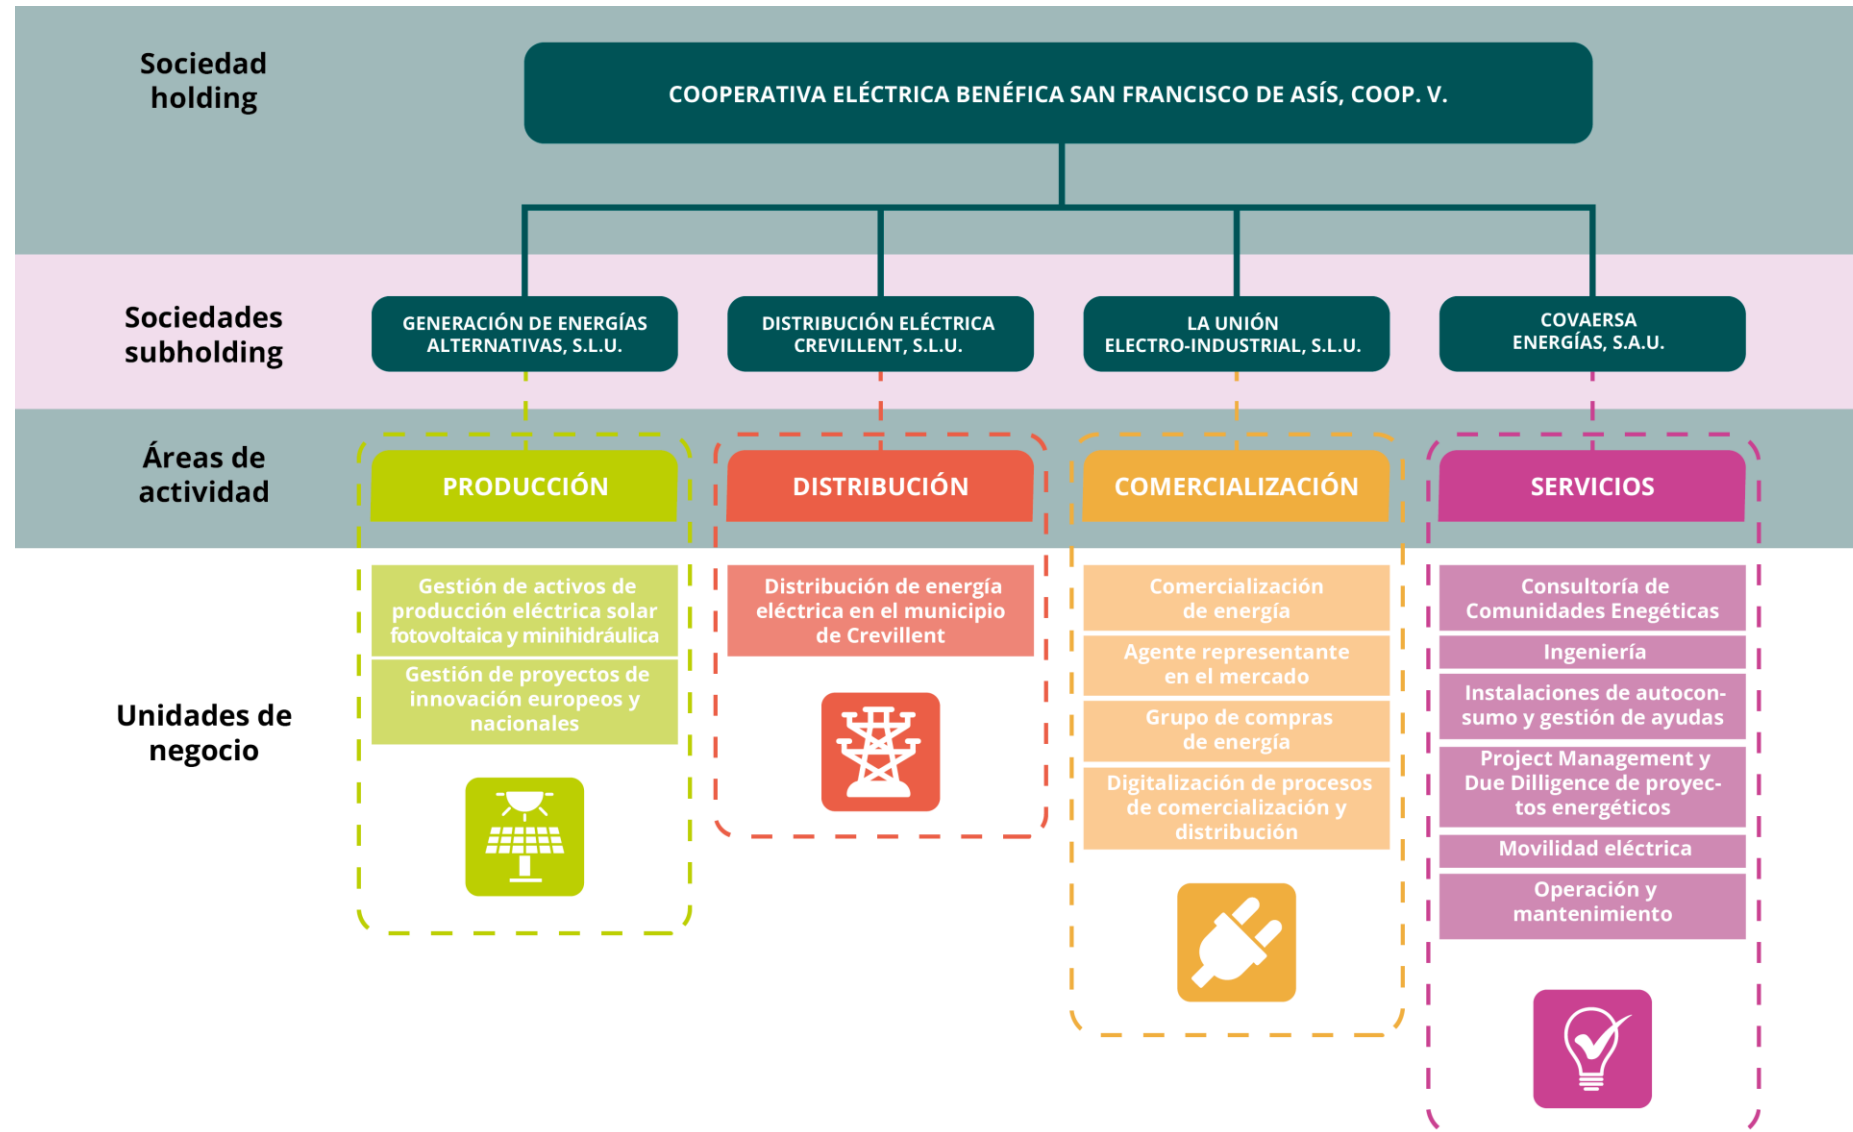 Sociedad
holding
COOPERATIVA ELÉCTRICA BENÉFICA SAN FRANCISCO DE ASÍS, COOP. V.
Sociedades
subholding
GENERACIÓN DE ENERGÍAS
ALTERNATIVAS, S.L.U.
DISTRIBUCIÓN ELÉCTRICA
CREVILLENT, S.L.U.
LA UNIÓN
ELECTRO-INDUSTRIAL, S.L.U.
COVAERSA
ENERGÍAS, S.A.U.
Áreas de
actividad
PRODUCCIÓN
DISTRIBUCIÓN
COMERCIALIZACIÓN
SERVICIOS
Unidades de
negocio
Gestión de activos de
producción eléctrica solar
fotovoltaica y minihidráulica
Gestión de proyectos de
innovación europeos y
nacionales
Distribución de energía
eléctrica en el municipio
de Crevillent
Comercialización
de energía
Agente representante
en el mercado
Grupo de compras
de energía
Digitalización de procesos
de comercialización y
distribución
Consultoría de
Comunidades Enegéticas
Ingeniería
Instalaciones de autocon-
sumo y gestión de ayudas
Project Management y
Due Dilligence de proyec-
tos energéticos
Movilidad eléctrica
Operación y
mantenimiento